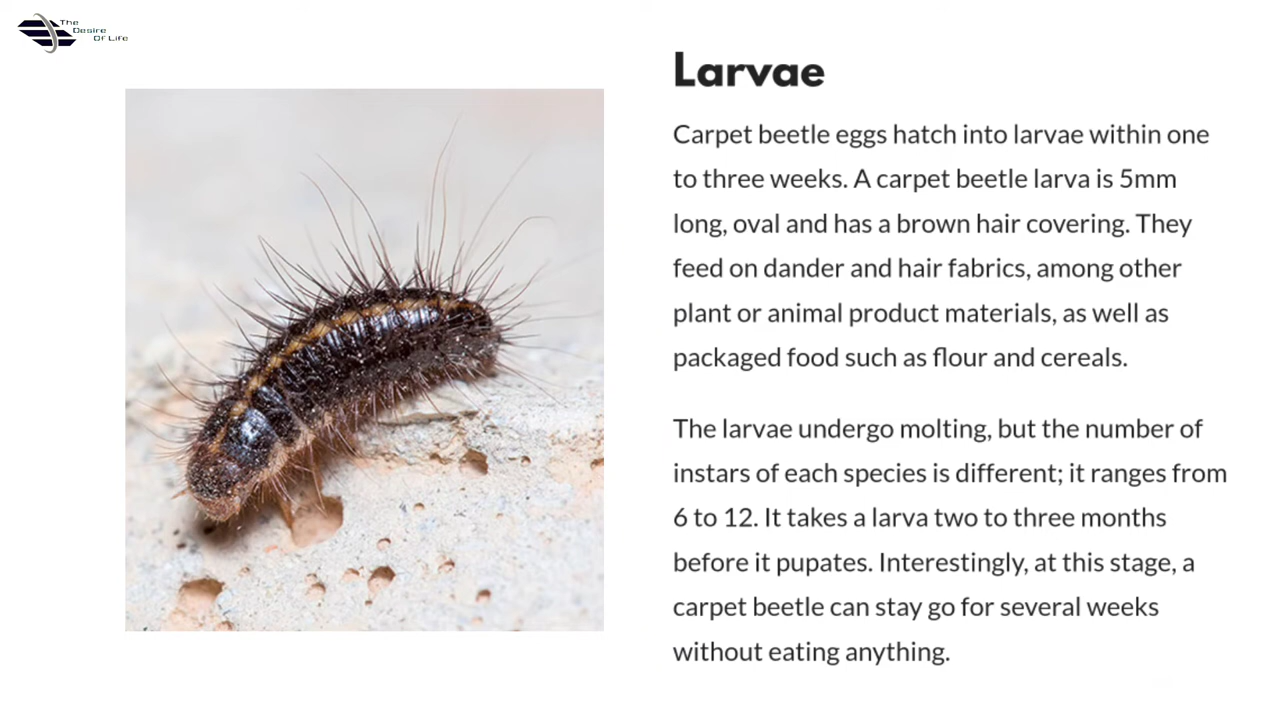 The
Desire
Of Life
Larvae
Carpet beetle eggs hatch into larvae within one
to three weeks. A carpet beetle larva is 5mm
long, oval and has a brown hair covering. They
feed on dander and hair fabrics, among other
plant or animal product materials, as well as
packaged food such as flour and cereals.
The larvae undergo molting, but the number of
instars of each species is different; it ranges from
6 to 12. It takes a larva two to three months
before it pupates. Interestingly, at this stage, a
carpet beetle can stay go for several weeks
without eating anything.